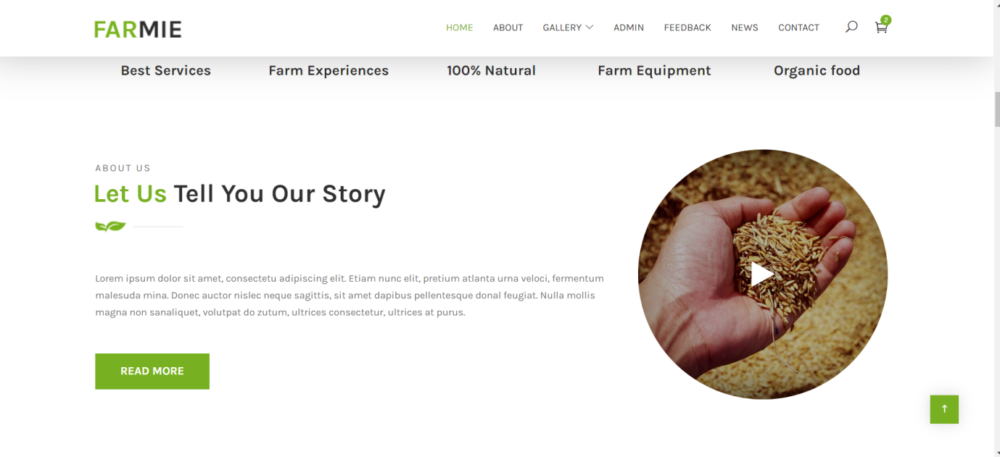 FARMIE
HOME ABOUT GALLERY ADMIN FEEDBACK NEWS CONTACT 2
Best Services Farm Experiences 100% Natural Farm Equipment Organic food
ABOUT US
Let Us Tell You Our Story
Lorem ipsum dolor sit amet, consectetu adipiscing elit. Etiam nunc elit, pretium atlanta urna veloci, fermentum
malesuda mina. Donec auctor nislec neque sagittis, sit amet dapibus pellentesque donal feugiat. Nulla mollis
magna non sanaliquet, volutpat do zutum, ultrices consectetur, ultrices at purus.
READ MORE